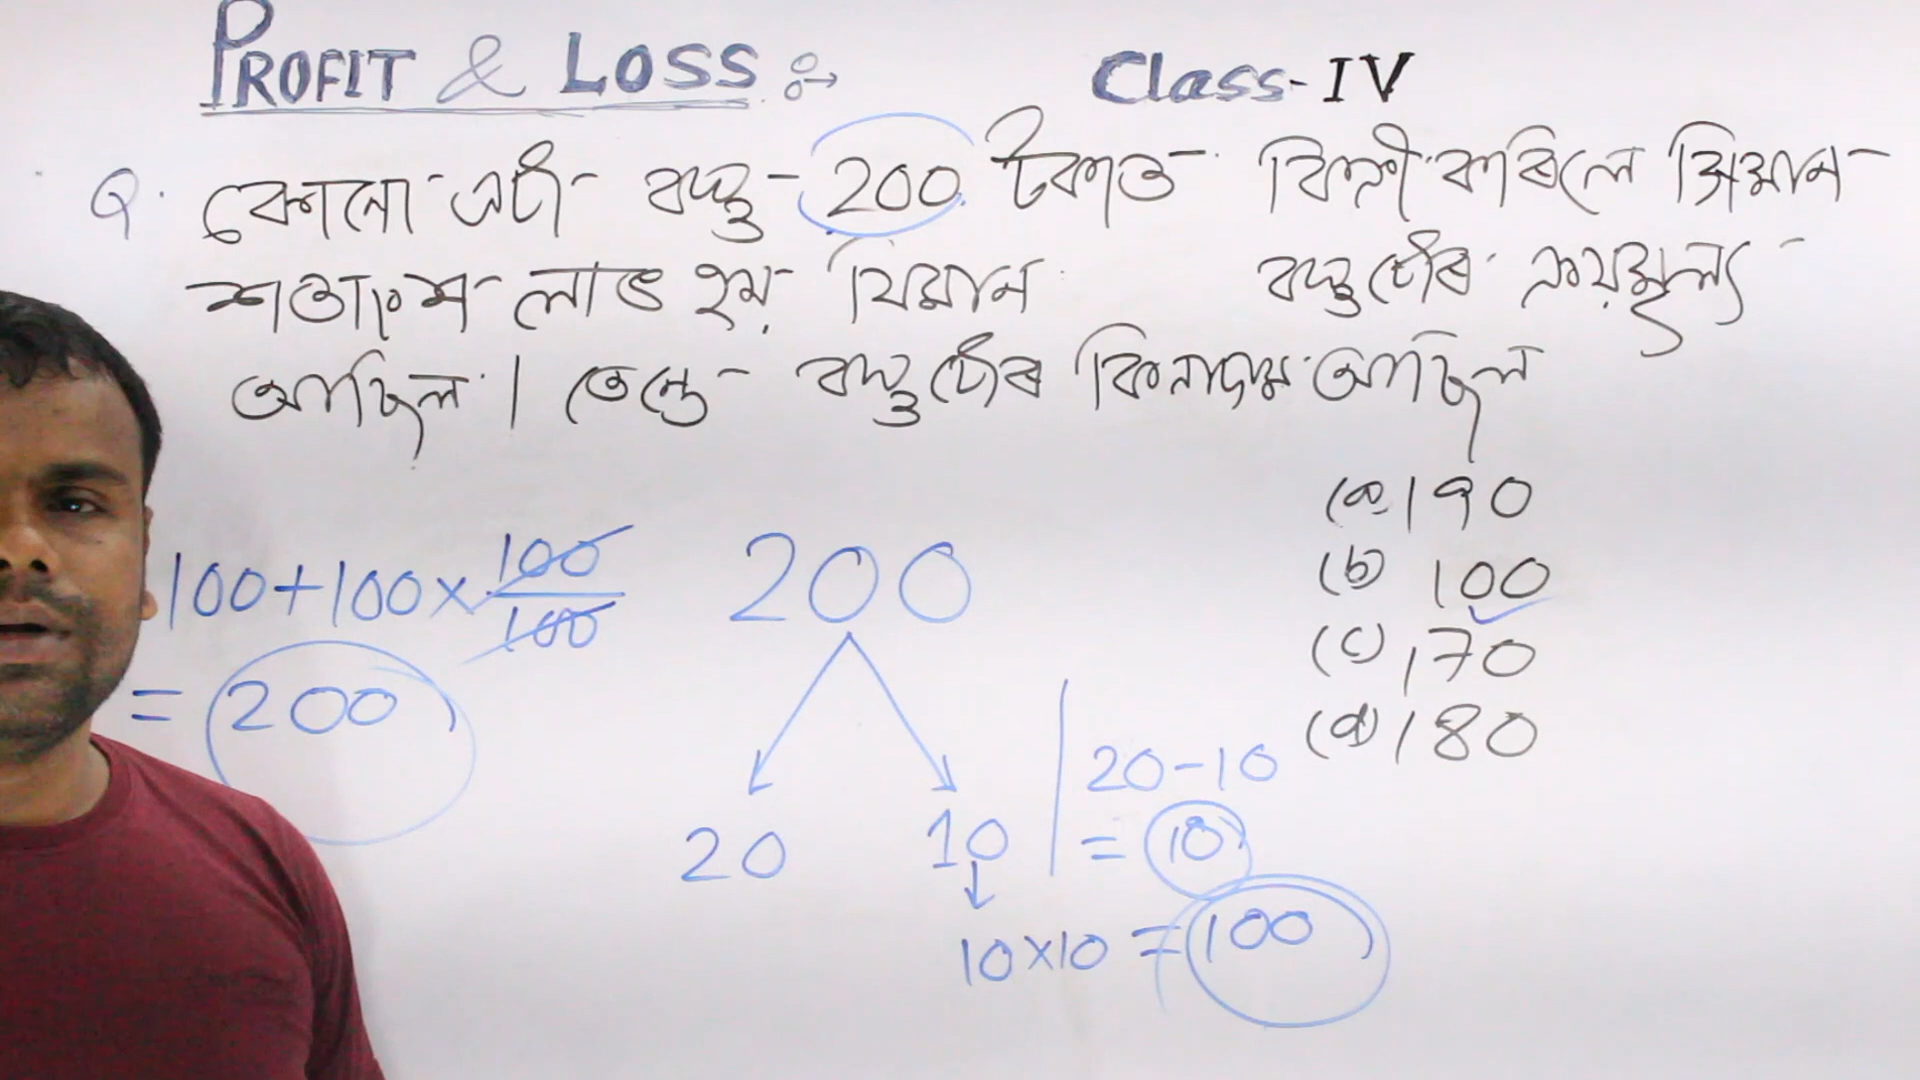 PROFIT & LOSS :→ Class-IV
Q. কোনো এটা বস্তু - 200 টকাত বিক্ৰী কৰিলে সিমান
শতাংশ লাভ হয় যিমান বস্তুটোৰ ক্ৰয়মূল্য
আছিল। তেন্তে বস্তুটোৰ কিনাদাম আছিল
(a) 190
(b) 100
(c) 170
(d) 180
100+100×100/100
= 200
200
20 10
10×10 = 100
20-10
= 10